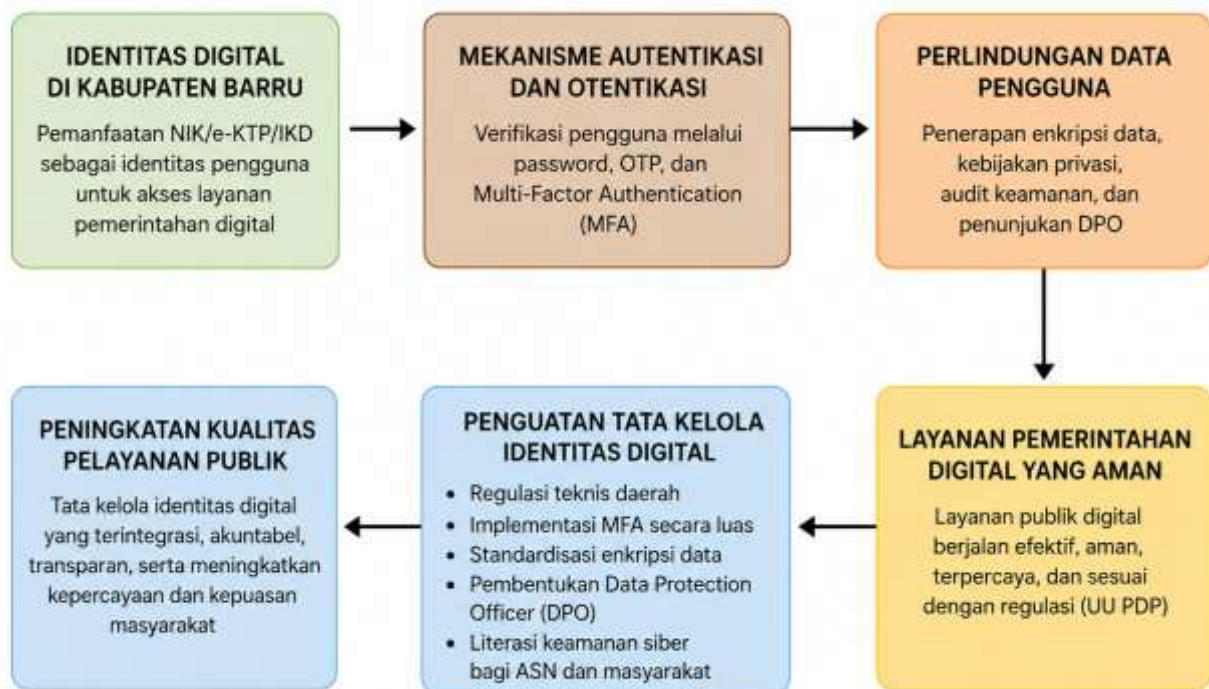 IDENTITAS DIGITAL
DI KABUPATEN BARRU
Pemanfaatan NIK/e-KTP/IKD
sebagai identitas pengguna
untuk akses layanan
pemerintahan digital
MEKANISME AUTENTIKASI
DAN OTENTIKASI
Verifikasi pengguna melalui
password, OTP, dan
Multi-Factor Authentication
(MFA)
PERLINDUNGAN DATA
PENGGUNA
Penerapan enkripsi data,
kebijakan privasi,
audit keamanan, dan
penunjukan DPO
LAYANAN PEMERINTAHAN
DIGITAL YANG AMAN
Layanan publik digital
berjalan efektif, aman,
terpercaya, dan sesuai
dengan regulasi (UU PDP)
PENGUATAN TATA KELOLA
IDENTITAS DIGITAL
• Regulasi teknis daerah
• Implementasi MFA secara luas
• Standardisasi enkripsi data
• Pembentukan Data Protection
Officer (DPO)
• Literasi keamanan siber
bagi ASN dan masyarakat
PENINGKATAN KUALITAS
PELAYANAN PUBLIK
Tata kelola identitas digital
yang terintegrasi, akuntabel,
transparan, serta meningkatkan
kepercayaan dan kepuasan
masyarakat